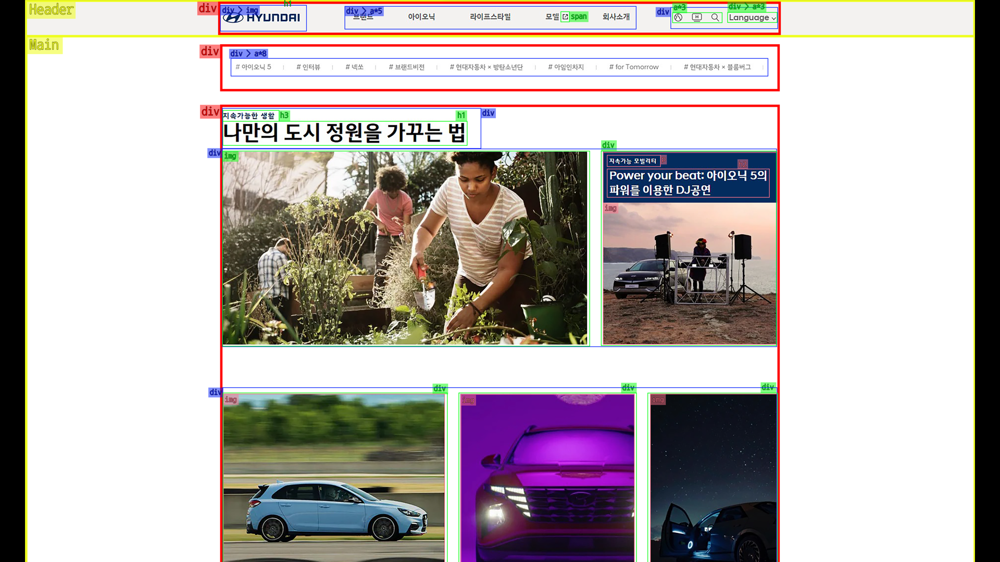 Header
div
div > img
h1
HYUNDAI
div > a*5
브랜드
아이오닉
라이프스타일
모델
span
회사소개
div
a*3
div > a*3
Language
Main
div
div > a*8
# 아이오닉 5
# 인터뷰
# 넥쏘
# 브랜드비전
# 현대자동차 × 방탄소년단
# 아임인차지
# for Tomorrow
# 현대자동차 × 블룸버그
div
지속가능한 생활
h3
h1
div
나만의 도시 정원을 가꾸는 법
div
img
div
지속가능 모빌리티
p
h2
Power your beat: 아이오닉 5의
파워를 이용한 DJ공연
img
div
div
div
div
img
img
img